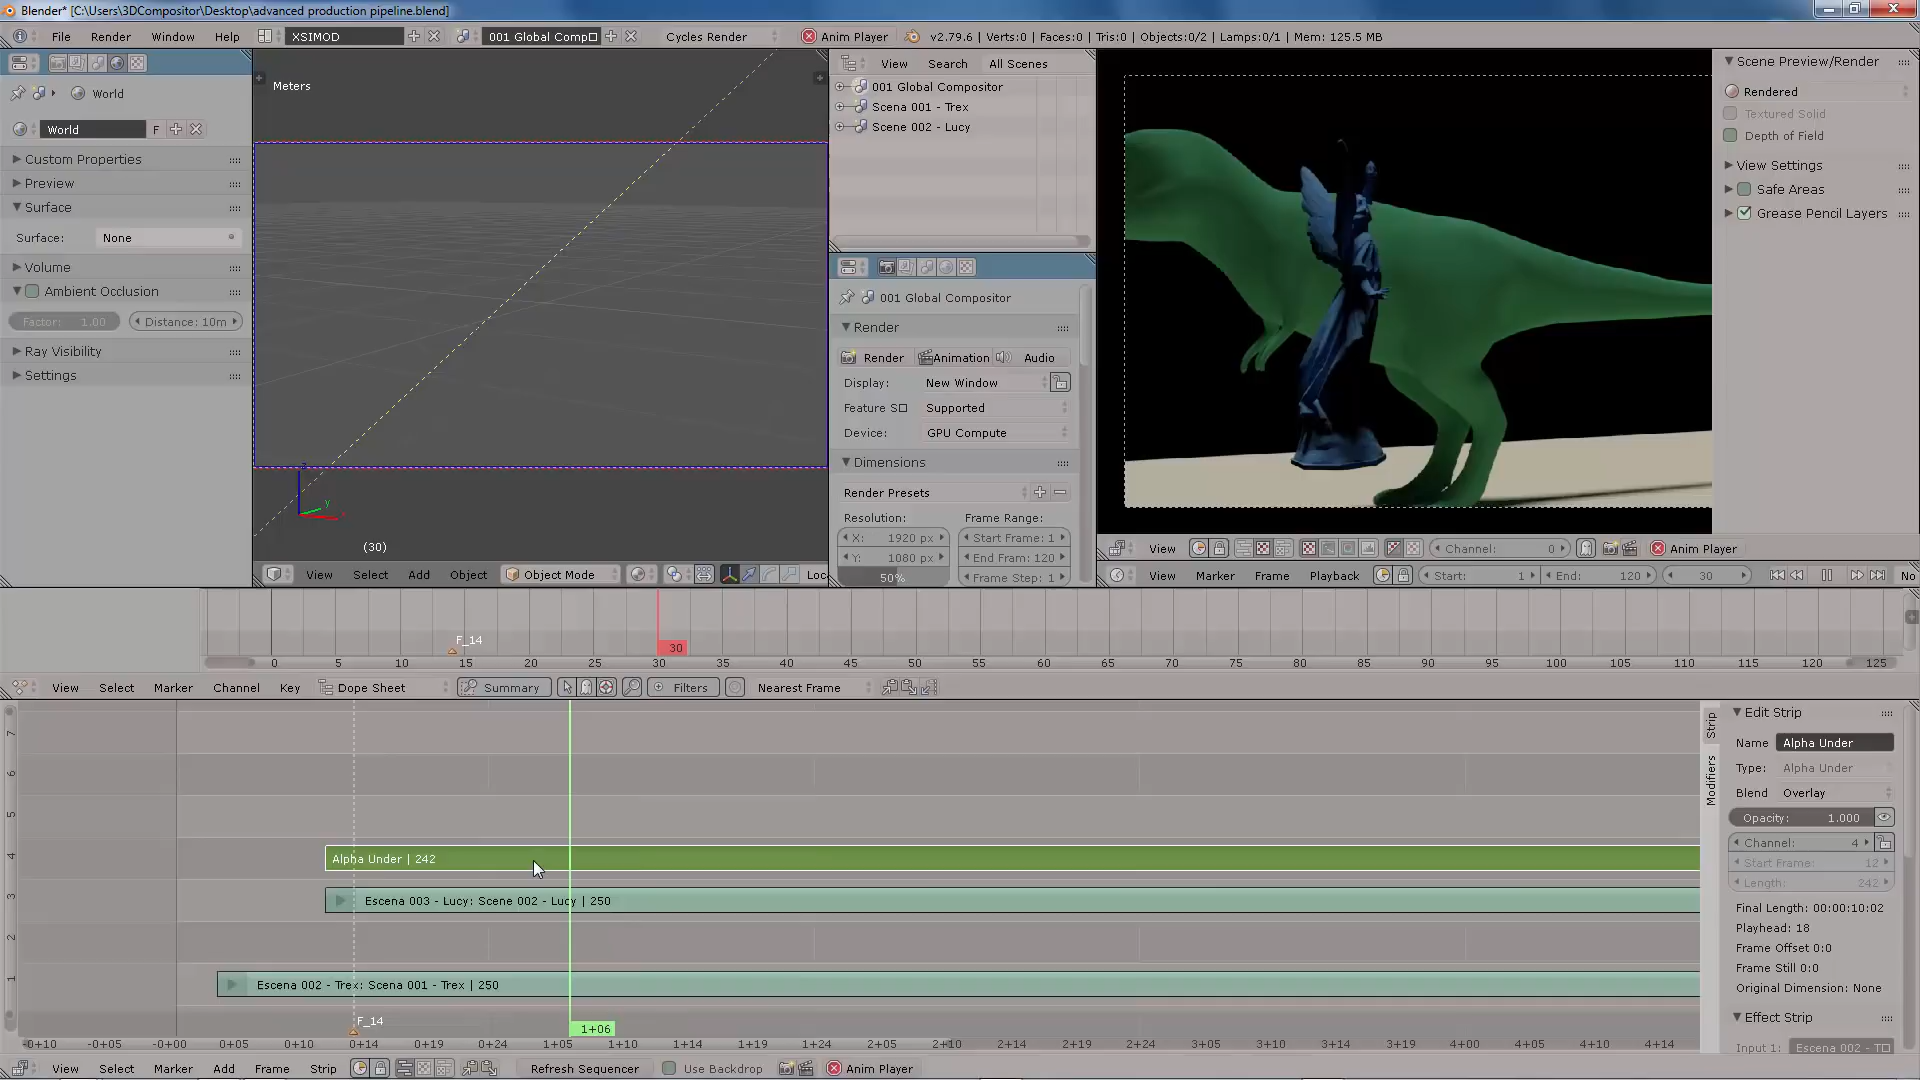 Blender* [C:\Users\3DCompositor\Desktop\advanced production pipeline.blend]
File Render Window Help XSIMOD 001 Global Comp Cycles Render Anim Player v2.79.6 | Verts:0 | Faces:0 | Tris:0 | Objects:0/2 | Lamps:0/1 | Mem: 125.5 MB
World
World F
Custom Properties
Preview
Surface
Surface: None
Volume
Ambient Occlusion
Factor: 1.00 Distance: 10m
Ray Visibility
Settings
Meters
z
y
x
(30)
View Select Add Object Object Mode Loc
View Search All Scenes
001 Global Compositor
Scena 001 - Trex
Scene 002 - Lucy
001 Global Compositor
Render
Render Animation Audio
Display: New Window
Feature S Supported
Device: GPU Compute
Dimensions
Render Presets
Resolution: Frame Range:
X: 1920 px Start Frame: 1
Y: 1080 px End Fram: 120
50% Frame Step: 1
Scene Preview/Render
Rendered
Textured Solid
Depth of Field
View Settings
Safe Areas
Grease Pencil Layers
View Channel: 0 Anim Player
View Marker Frame Playback Start: 1 End: 120 30 No
F_14
30
0 5 10 15 20 25 30 35 40 45 50 55 60 65 70 75 80 85 90 95 100 105 110 115 120 125
View Select Marker Channel Key Dope Sheet Summary Filters Nearest Frame
7
6
5
4
3
2
1
Alpha Under | 242
Escena 003 - Lucy: Scene 002 - Lucy | 250
Escena 002 - Trex: Scena 001 - Trex | 250
F_14
1+06
-0+10 -0+05 -0+00 0+05 0+10 0+14 0+19 0+24 1+05 1+10 1+14 1+19 1+24 2+05 2+10 2+14 2+19 2+24 3+05 3+10 3+14 3+19 3+24 4+00 4+05 4+10 4+14
View Select Marker Add Frame Strip Refresh Sequencer Use Backdrop Anim Player
Strip
Modifiers
Edit Strip
Name Alpha Under
Type: Alpha Under
Blend Overlay
Opacity: 1.000
Channel: 4
Start Frame: 12
Length: 242
Final Length: 00:00:10:02
Playhead: 18
Frame Offset 0:0
Frame Still 0:0
Original Dimension: None
Effect Strip
Input 1: Escena 002 - T